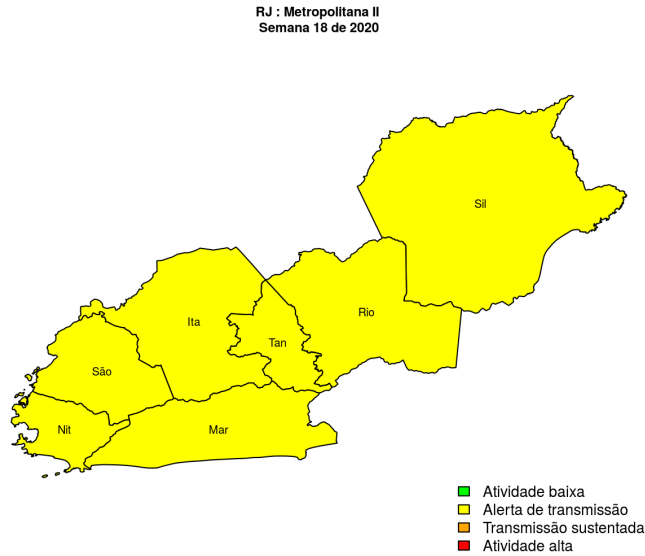 RJ : Metropolitana II
Semana 18 de 2020
Sil
Rio
Ita
Tan
São
Nit
Mar
Atividade baixa
Alerta de transmissão
Transmissão sustentada
Atividade alta